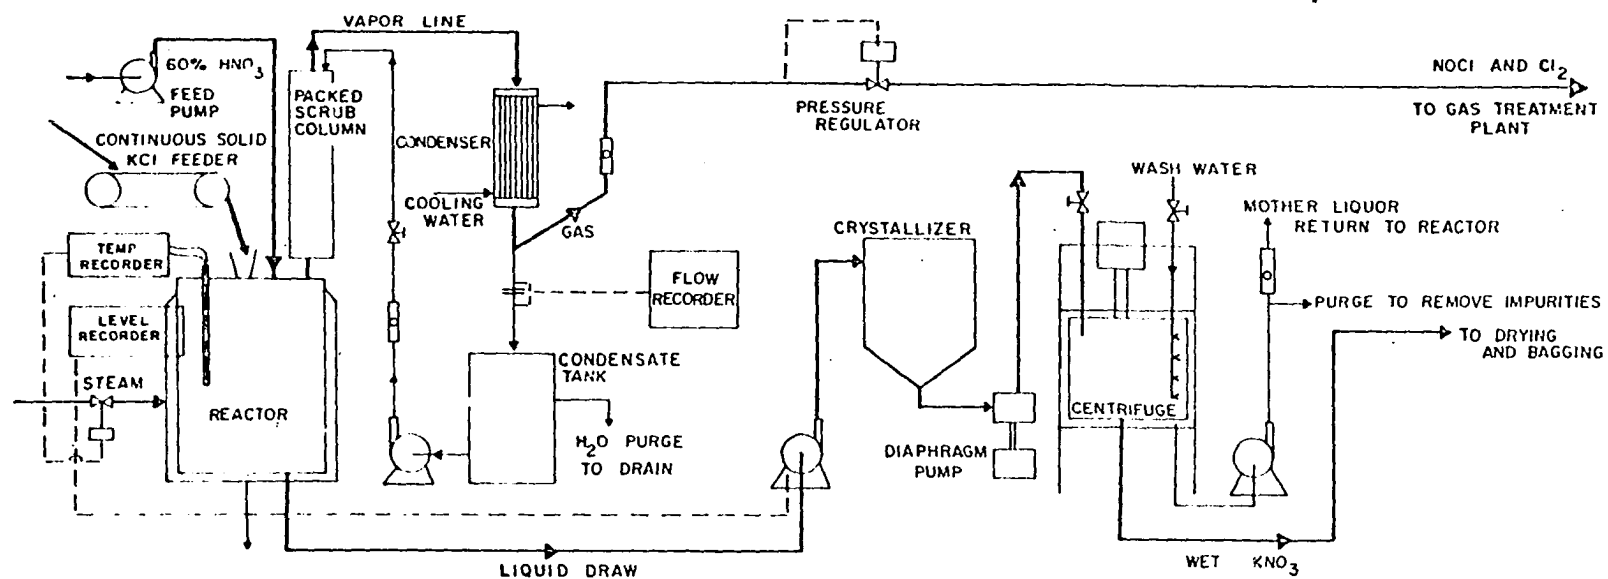 VAPOR LINE
60% HNO3
FEED
PUMP
PACKED
SCRUB
COLUMN
CONTINUOUS SOLID
KCl FEEDER
CONDENSER
COOLING
WATER
GAS
PRESSURE
REGULATOR
NOCl AND Cl2
TO GAS TREATMENT
PLANT
WASH WATER
MOTHER LIQUOR
RETURN TO REACTOR
CRYSTALLIZER
TEMP
RECORDER
FLOW
RECORDER
LEVEL
RECORDER
PURGE TO REMOVE IMPURITIES
TO DRYING
AND BAGGING
STEAM
REACTOR
CONDENSATE
TANK
H2O PURGE
TO DRAIN
CENTRIFUGE
DIAPHRAGM
PUMP
WET KNO3
LIQUID DRAW